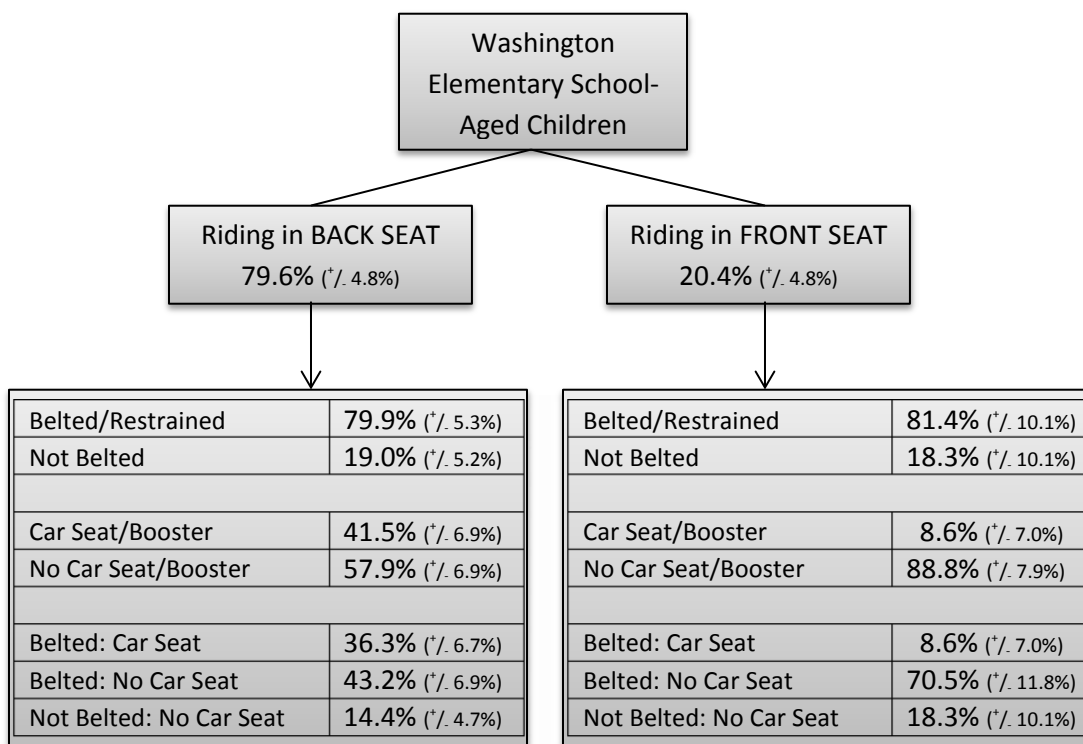 Washington
Elementary School-
Aged Children
Riding in BACK SEAT
79.6% (+/- 4.8%)
Riding in FRONT SEAT
20.4% (+/- 4.8%)
Belted/Restrained 79.9% (+/- 5.3%)
Not Belted 19.0% (+/- 5.2%)
Car Seat/Booster 41.5% (+/- 6.9%)
No Car Seat/Booster 57.9% (+/- 6.9%)
Belted: Car Seat 36.3% (+/- 6.7%)
Belted: No Car Seat 43.2% (+/- 6.9%)
Not Belted: No Car Seat 14.4% (+/- 4.7%)
Belted/Restrained 81.4% (+/- 10.1%)
Not Belted 18.3% (+/- 10.1%)
Car Seat/Booster 8.6% (+/- 7.0%)
No Car Seat/Booster 88.8% (+/- 7.9%)
Belted: Car Seat 8.6% (+/- 7.0%)
Belted: No Car Seat 70.5% (+/- 11.8%)
Not Belted: No Car Seat 18.3% (+/- 10.1%)